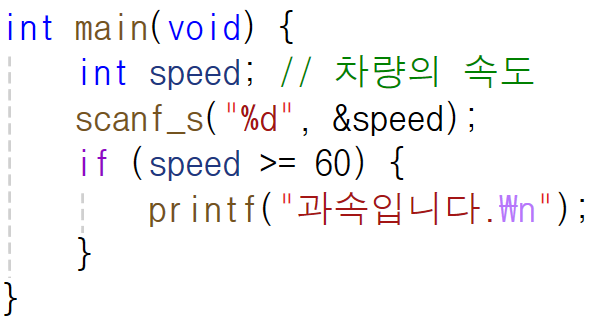 int main(void) {
    int speed; // 차량의 속도
    scanf_s("%d", &speed);
    if (speed >= 60) {
        printf("과속입니다.₩n");
    }
}